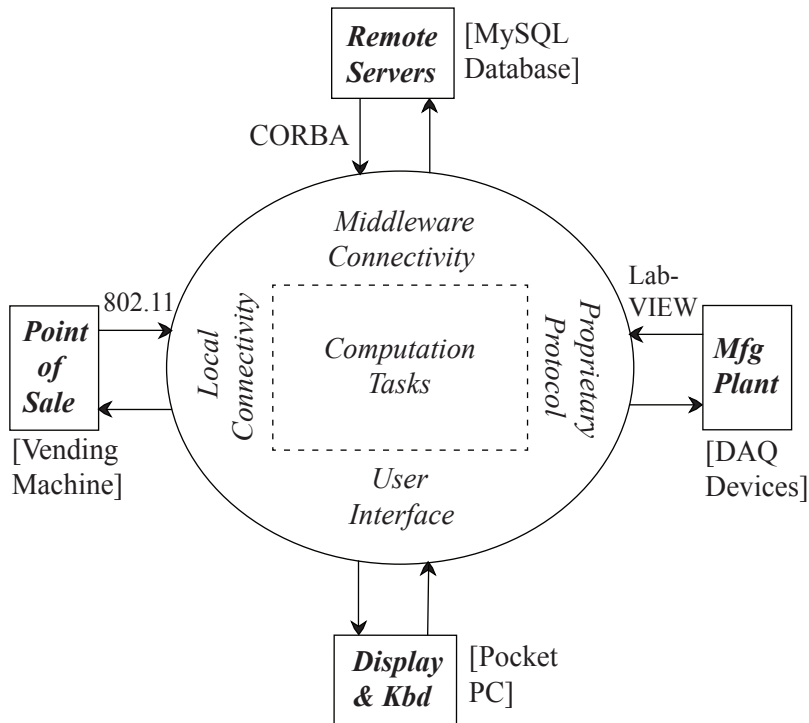 Remote
Servers
[MySQL
Database]
CORBA
Middleware
Connectivity
802.11
Point
of
Sale
[Vending
Machine]
Local
Connectivity
Computation
Tasks
Proprietary
Protocol
Lab-
VIEW
Mfg
Plant
[DAQ
Devices]
User
Interface
Display
& Kbd
[Pocket
PC]